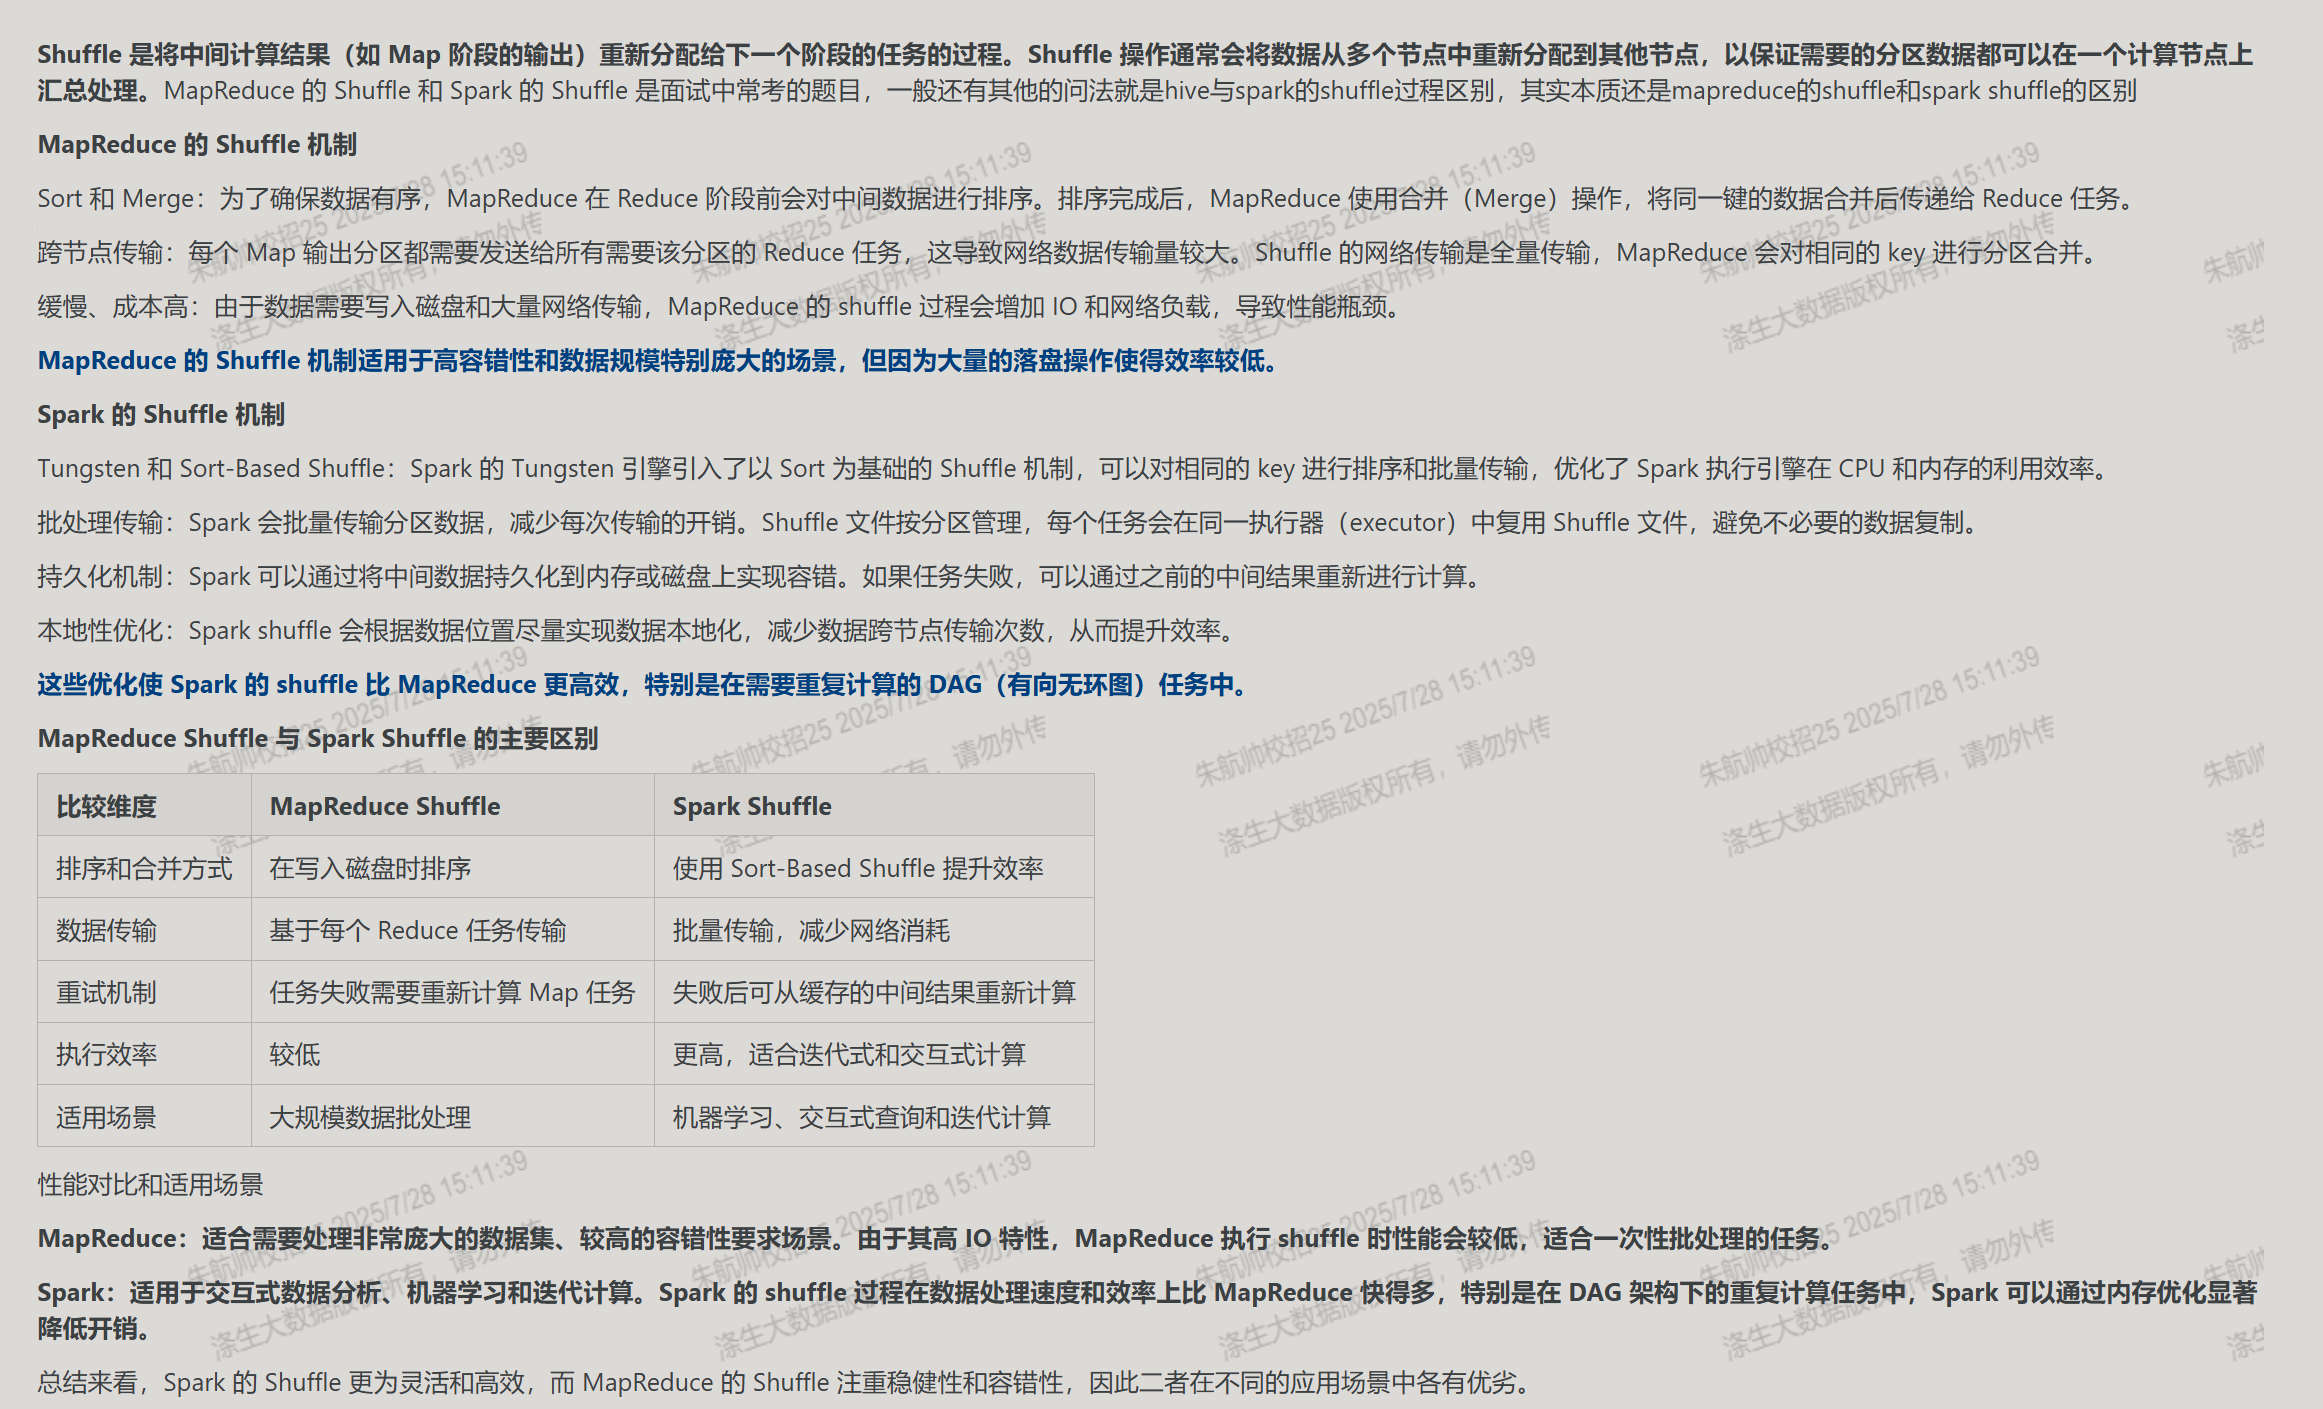 Shuffle 是将中间计算结果（如 Map 阶段的输出）重新分配给下一个阶段的任务的过程。Shuffle 操作通常会将数据从多个节点中重新分配到其他节点，以保证需要的分区数据都可以在一个计算节点上
汇总处理。MapReduce 的 Shuffle 和 Spark 的 Shuffle 是面试中常考的题目，一般还有其他的问法就是hive与spark的shuffle过程区别，其实本质还是mapreduce的shuffle和spark shuffle的区别
MapReduce 的 Shuffle 机制
Sort 和 Merge：为了确保数据有序，MapReduce 在 Reduce 阶段前会对中间数据进行排序。排序完成后，MapReduce 使用合并（Merge）操作，将同一键的数据合并后传递给 Reduce 任务。
跨节点传输：每个 Map 输出分区都需要发送给所有需要该分区的 Reduce 任务，这导致网络数据传输量较大。Shuffle 的网络传输是全量传输，MapReduce 会对相同的 key 进行分区合并。
缓慢、成本高：由于数据需要写入磁盘和大量网络传输，MapReduce 的 shuffle 过程会增加 IO 和网络负载，导致性能瓶颈。
MapReduce 的 Shuffle 机制适用于高容错性和数据规模特别庞大的场景，但因为大量的落盘操作使得效率较低。
Spark 的 Shuffle 机制
Tungsten 和 Sort-Based Shuffle：Spark 的 Tungsten 引擎引入了以 Sort 为基础的 Shuffle 机制，可以对相同的 key 进行排序和批量传输，优化了 Spark 执行引擎在 CPU 和内存的利用效率。
批处理传输：Spark 会批量传输分区数据，减少每次传输的开销。Shuffle 文件按分区管理，每个任务会在同一执行器（executor）中复用 Shuffle 文件，避免不必要的数据复制。
持久化机制：Spark 可以通过将中间数据持久化到内存或磁盘上实现容错。如果任务失败，可以通过之前的中间结果重新进行计算。
本地性优化：Spark shuffle 会根据数据位置尽量实现数据本地化，减少数据跨节点传输次数，从而提升效率。
这些优化使 Spark 的 shuffle 比 MapReduce 更高效，特别是在需要重复计算的 DAG（有向无环图）任务中。
MapReduce Shuffle 与 Spark Shuffle 的主要区别
比较维度 MapReduce Shuffle Spark Shuffle
排序和合并方式 在写入磁盘时排序 使用 Sort-Based Shuffle 提升效率
数据传输 基于每个 Reduce 任务传输 批量传输，减少网络消耗
重试机制 任务失败需要重新计算 Map 任务 失败后可从缓存的中间结果重新计算
执行效率 较低 更高，适合迭代式和交互式计算
适用场景 大规模数据批处理 机器学习、交互式查询和迭代计算
性能对比和适用场景
MapReduce：适合需要处理非常庞大的数据集、较高的容错性要求场景。由于其高 IO 特性，MapReduce 执行 shuffle 时性能会较低，适合一次性批处理的任务。
Spark：适用于交互式数据分析、机器学习和迭代计算。Spark 的 shuffle 过程在数据处理速度和效率上比 MapReduce 快得多，特别是在 DAG 架构下的重复计算任务中，Spark 可以通过内存优化显著
降低开销。
总结来看，Spark 的 Shuffle 更为灵活和高效，而 MapReduce 的 Shuffle 注重稳健性和容错性，因此二者在不同的应用场景中各有优劣。
朱航帅校招25 2025/7/28 15:11:39
涤生大数据版权所有，请勿外传